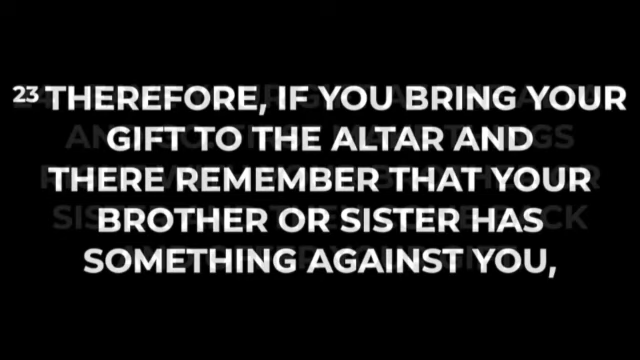 23 THEREFORE, IF YOU BRING YOUR
GIFT TO THE ALTAR AND
THERE REMEMBER THAT YOUR
BROTHER OR SISTER HAS
SOMETHING AGAINST YOU,